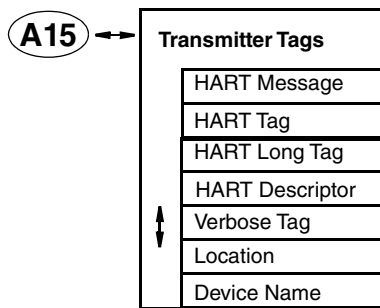 A15
Transmitter Tags
HART Message
HART Tag
HART Long Tag
HART Descriptor
Verbose Tag
Location
Device Name